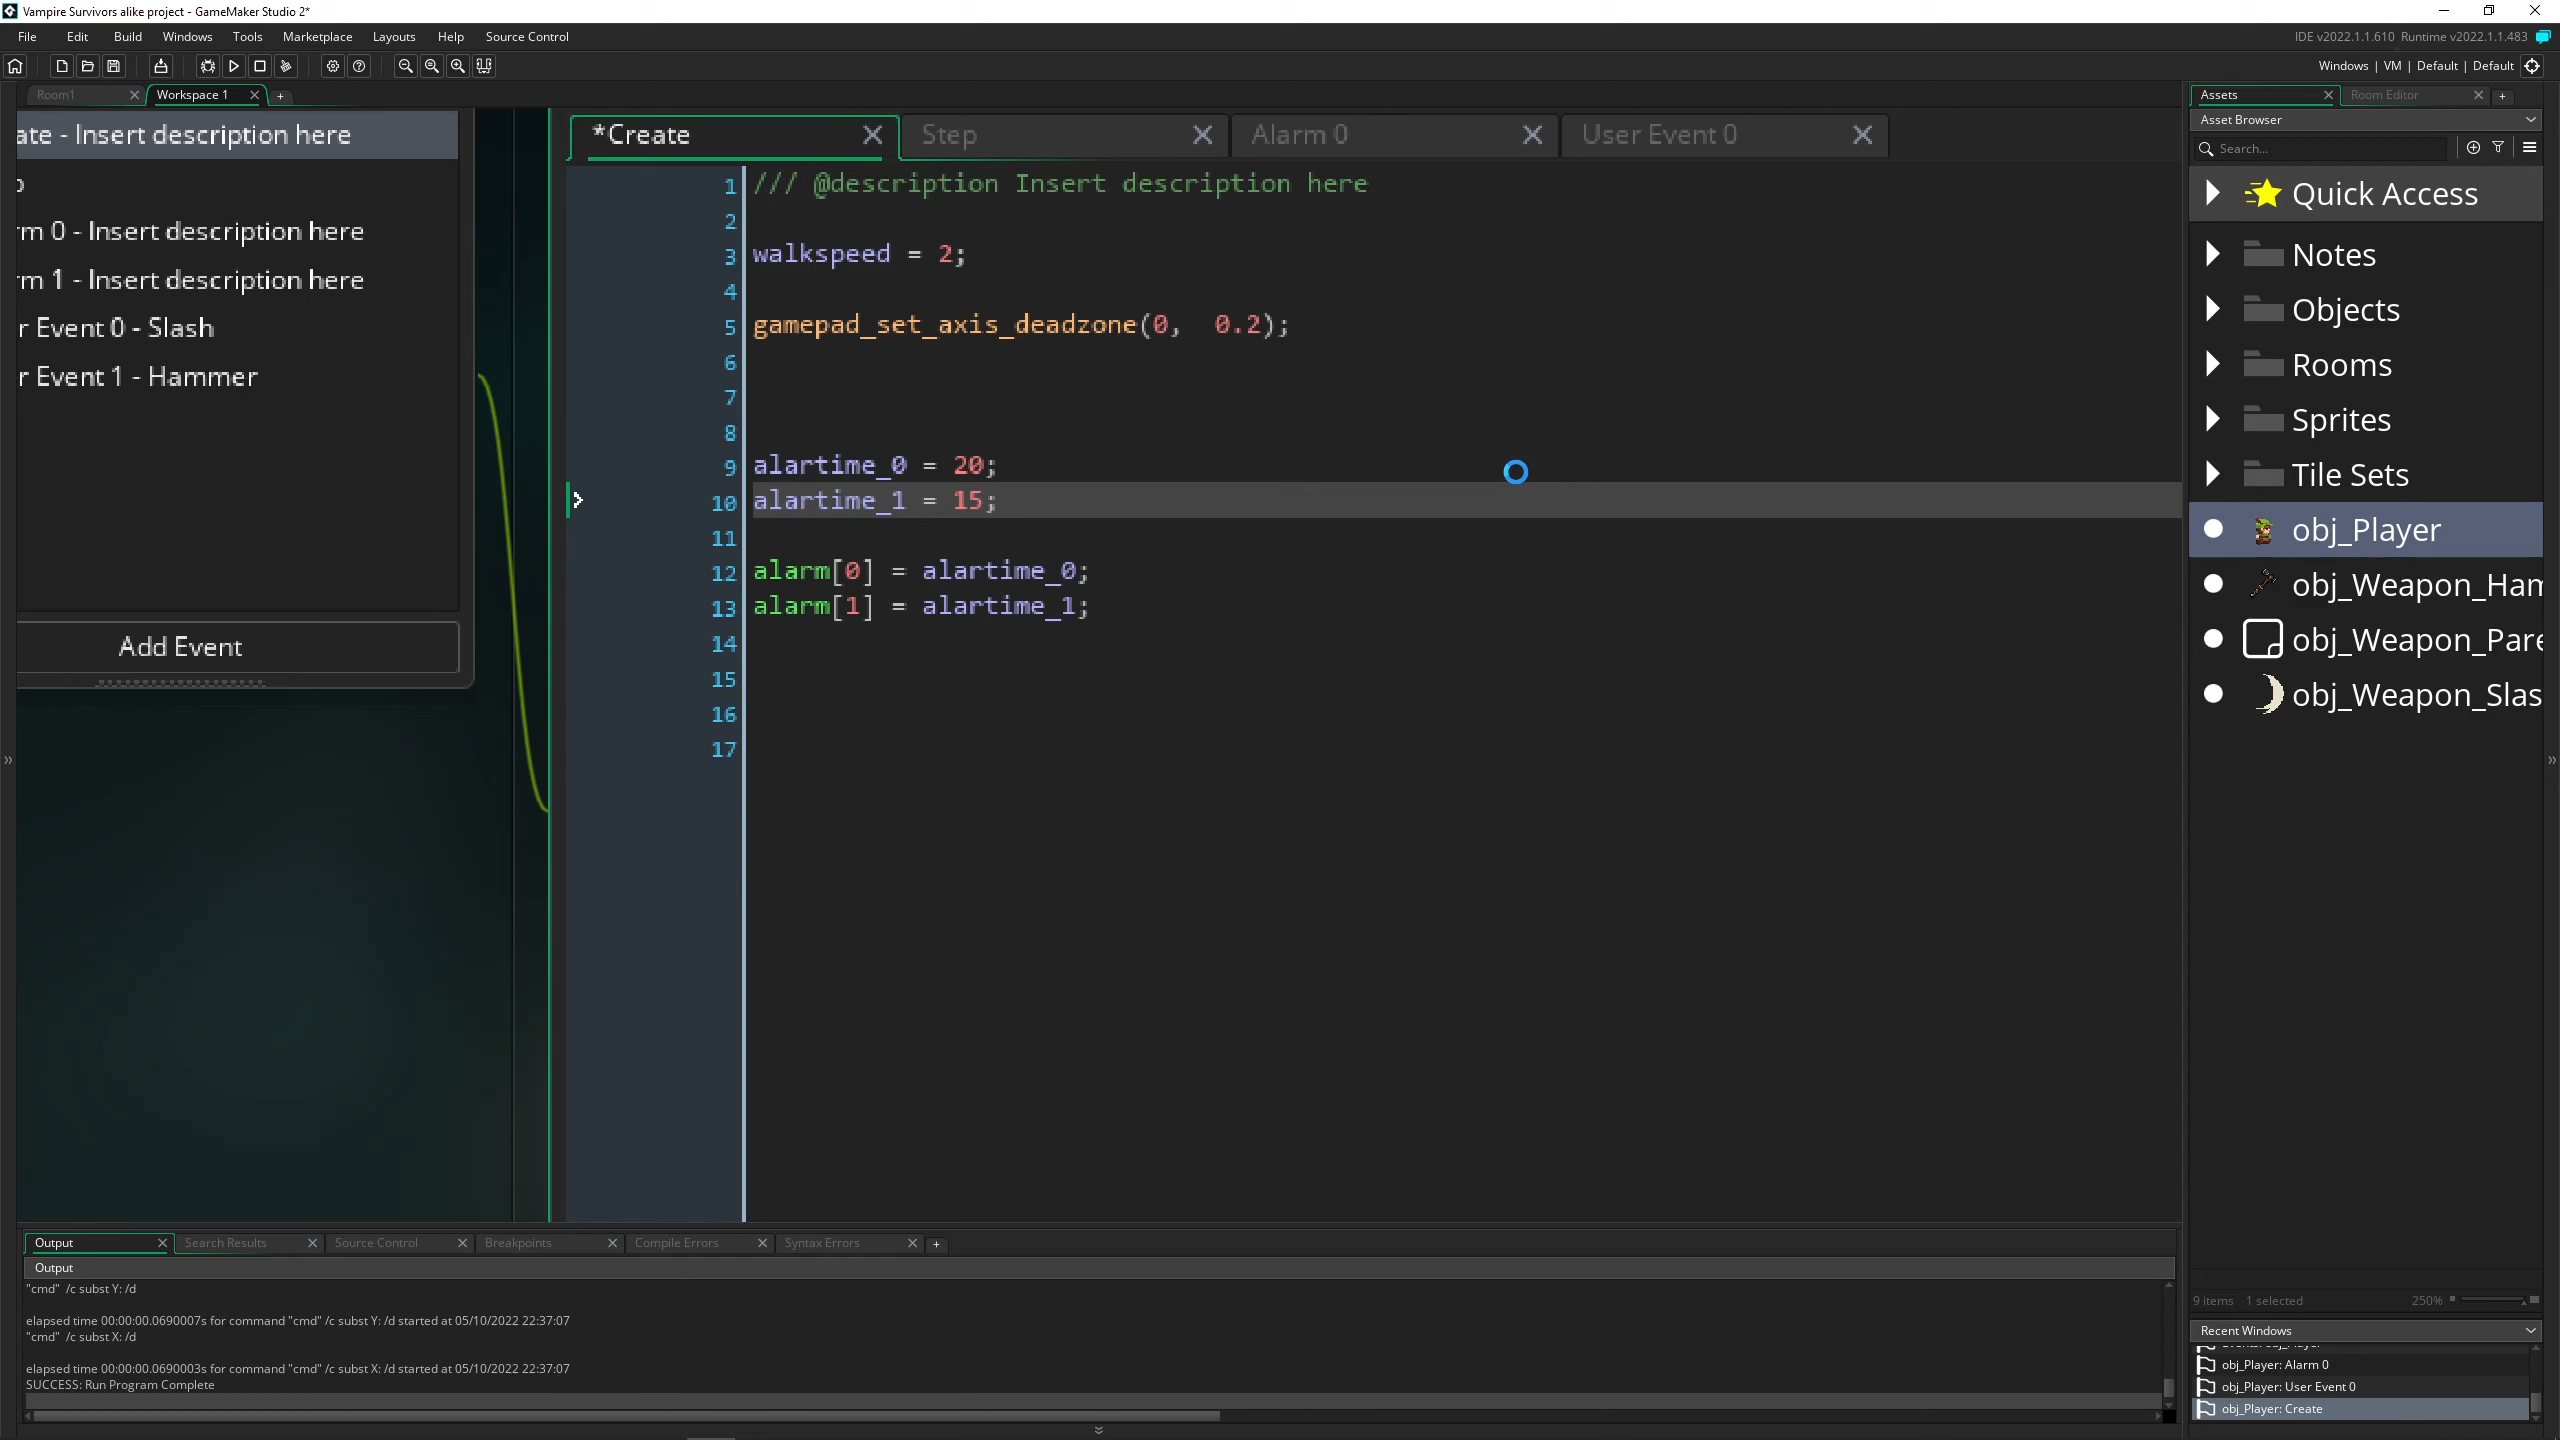 Vampire Survivors alike project - GameMaker Studio 2*
File Edit Build Windows Tools Marketplace Layouts Help Source Control
IDE v2022.1.1.610 Runtime v2022.1.1.483
Windows | VM | Default | Default
Room1 Workspace 1 +
ate - Insert description here
p
rm 0 - Insert description here
rm 1 - Insert description here
r Event 0 - Slash
r Event 1 - Hammer
Add Event
*Create Step Alarm 0 User Event 0
1 /// @description Insert description here
2
3 walkspeed = 2;
4
5 gamepad_set_axis_deadzone(0,  0.2);
6
7
8
9 alartime_0 = 20;
10 alartime_1 = 15;
11
12 alarm[0] = alartime_0;
13 alarm[1] = alartime_1;
14
15
16
17
Assets Room Editor +
Asset Browser
Search...
Quick Access
Notes
Objects
Rooms
Sprites
Tile Sets
obj_Player
obj_Weapon_Ham
obj_Weapon_Pare
obj_Weapon_Slas
9 items 1 selected 250%
Recent Windows
obj_Player: Alarm 0
obj_Player: User Event 0
obj_Player: Create
Output Search Results Source Control Breakpoints Compile Errors Syntax Errors +
Output
"cmd" /c subst Y: /d
elapsed time 00:00:00.0690007s for command "cmd" /c subst Y: /d started at 05/10/2022 22:37:07
"cmd" /c subst X: /d
elapsed time 00:00:00.0690003s for command "cmd" /c subst X: /d started at 05/10/2022 22:37:07
SUCCESS: Run Program Complete